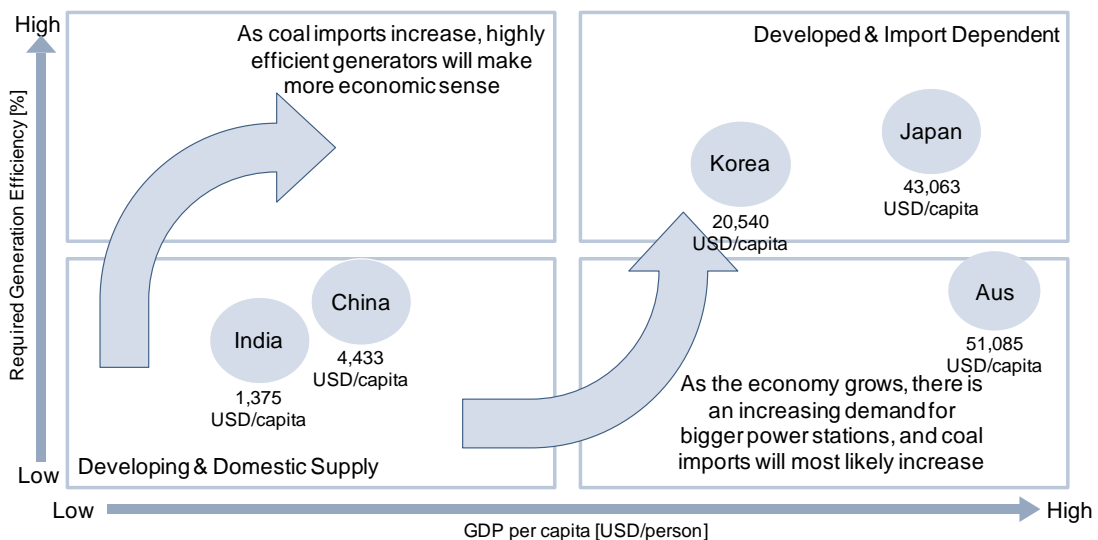 High
As coal imports increase, highly
efficient generators will make
more economic sense
Developed & Import Dependent
Required Generation Efficiency [%]
Japan
Korea
43,063
USD/capita
20,540
USD/capita
China
Aus
India
4,433
USD/capita
51,085
USD/capita
1,375
USD/capita
As the economy grows, there is
an increasing demand for
bigger power stations, and coal
imports will most likely increase
Developing & Domestic Supply
Low
Low
High
GDP per capita [USD/person]